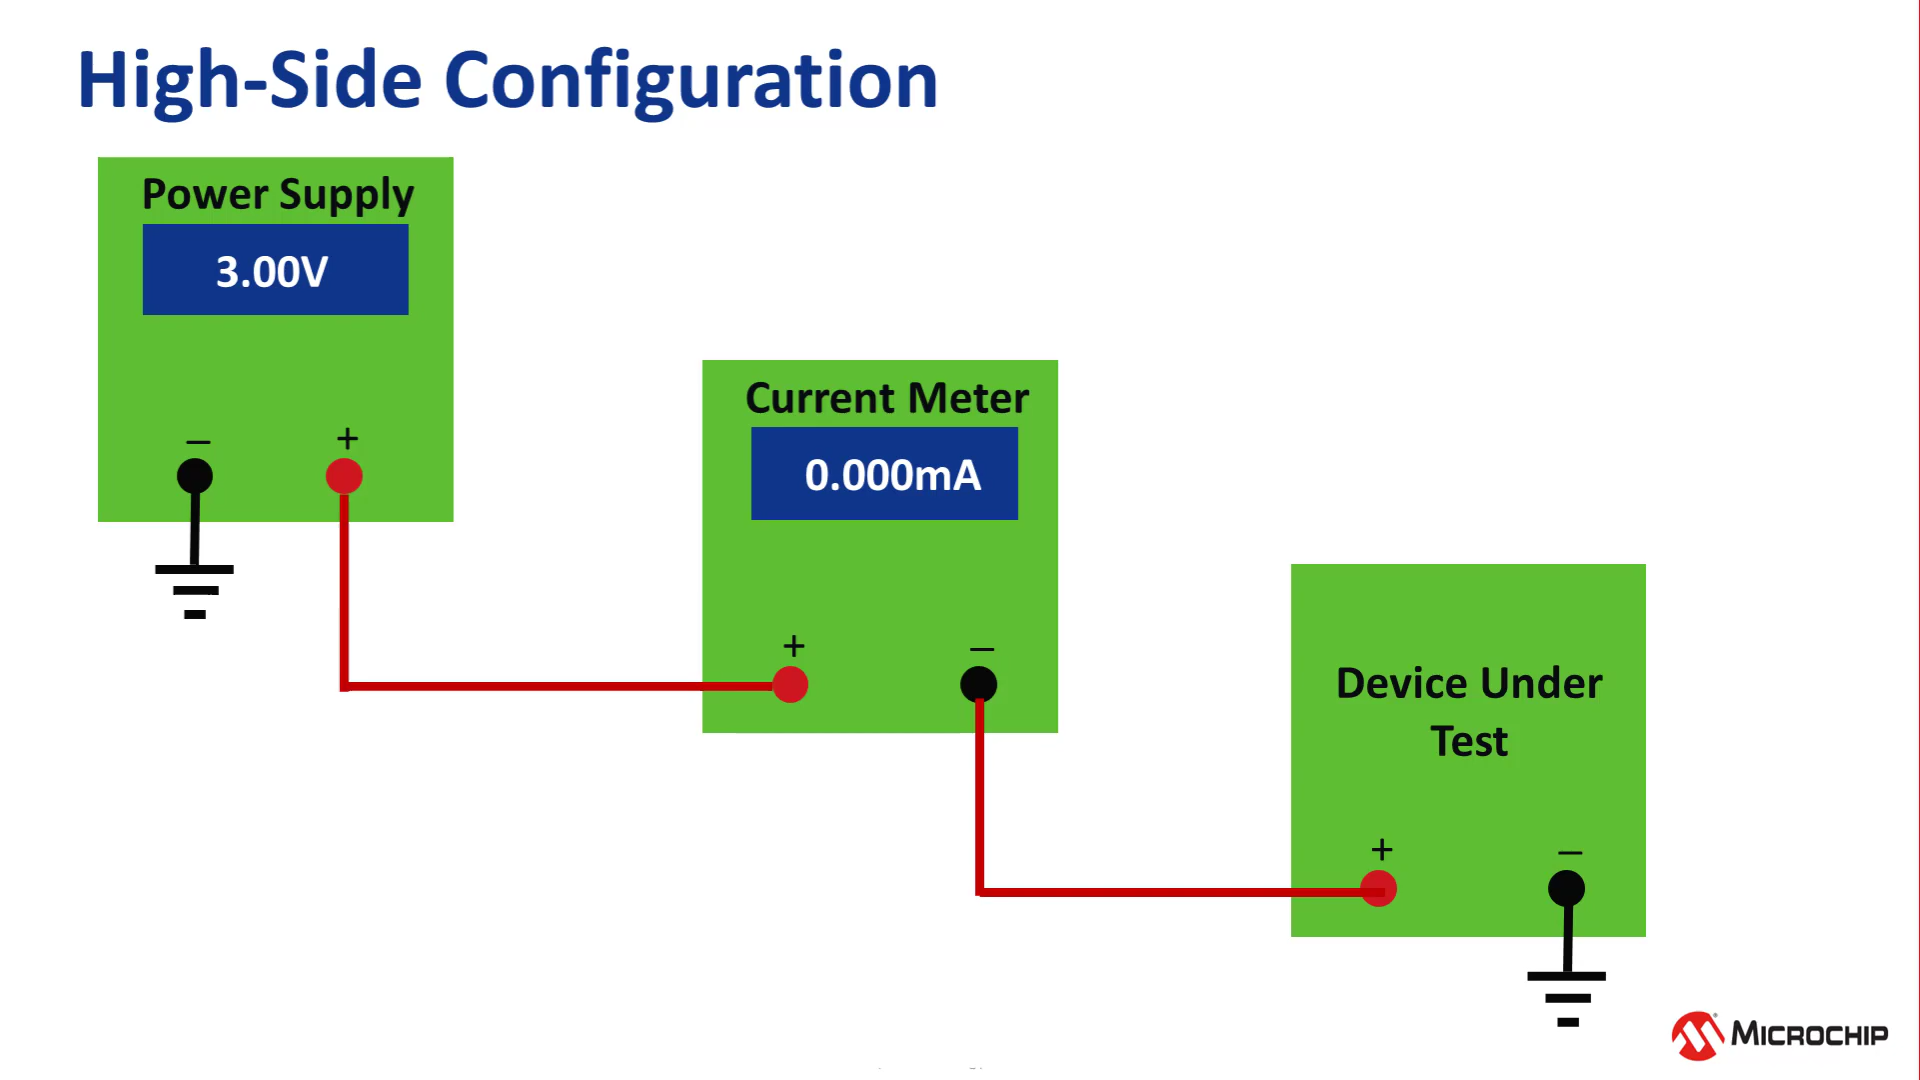 High-Side Configuration
Power Supply
3.00V
– +
Current Meter
0.000mA
+ –
Device Under
Test
+ –
MICROCHIP